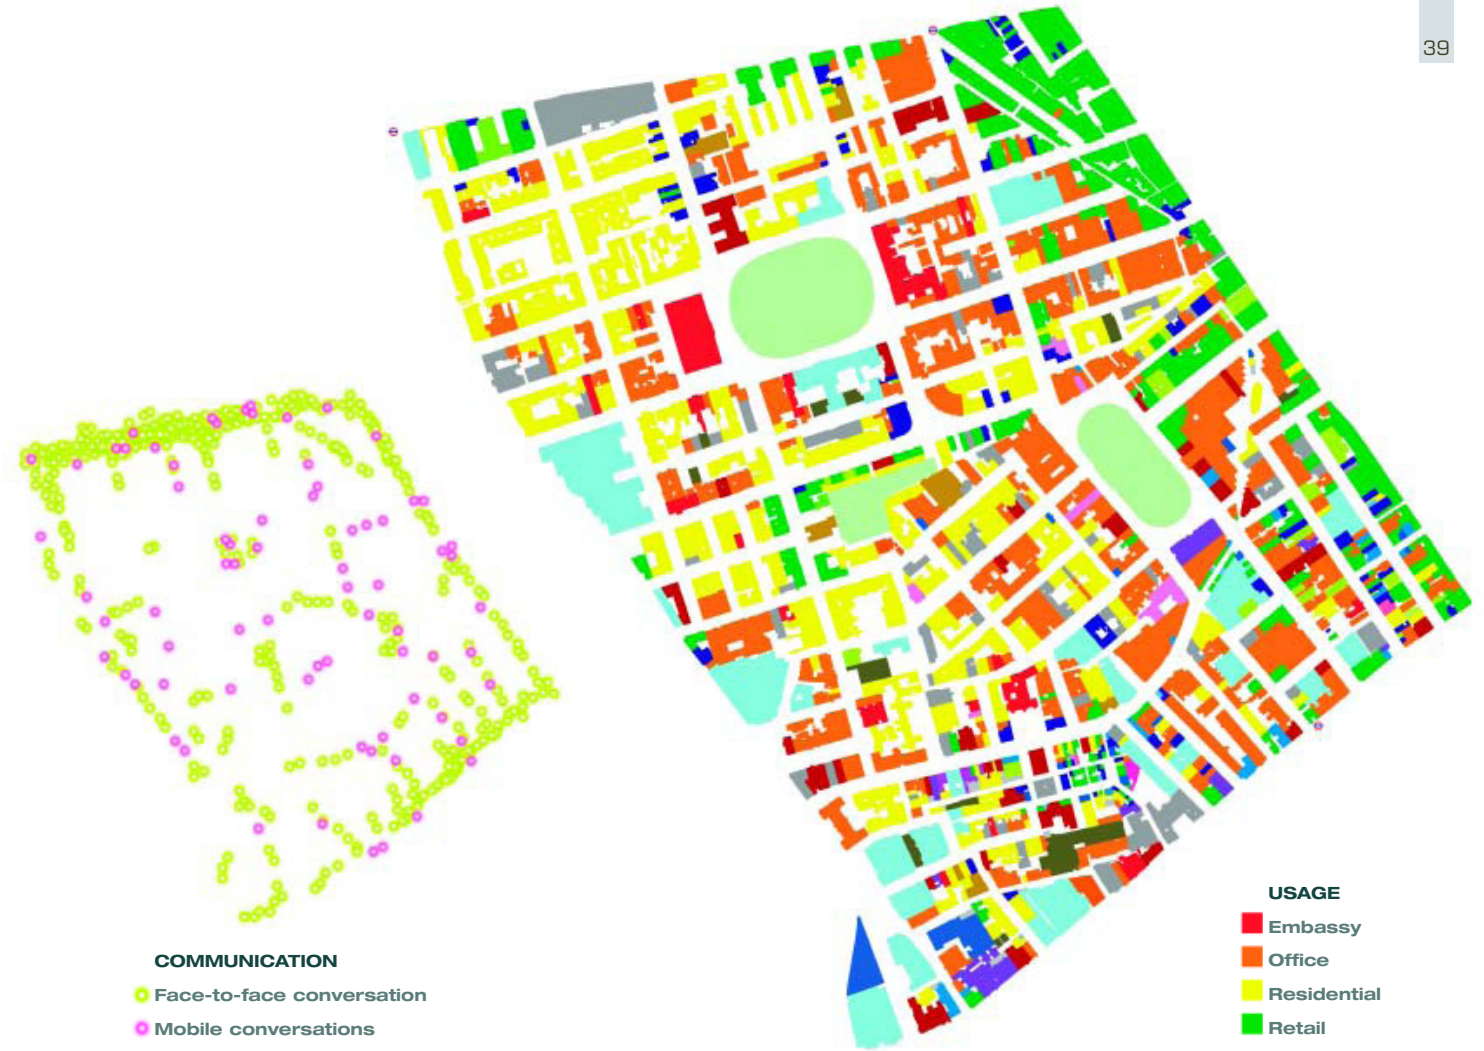 39
COMMUNICATION
Face-to-face conversation
Mobile conversations
USAGE
Embassy
Office
Residential
Retail